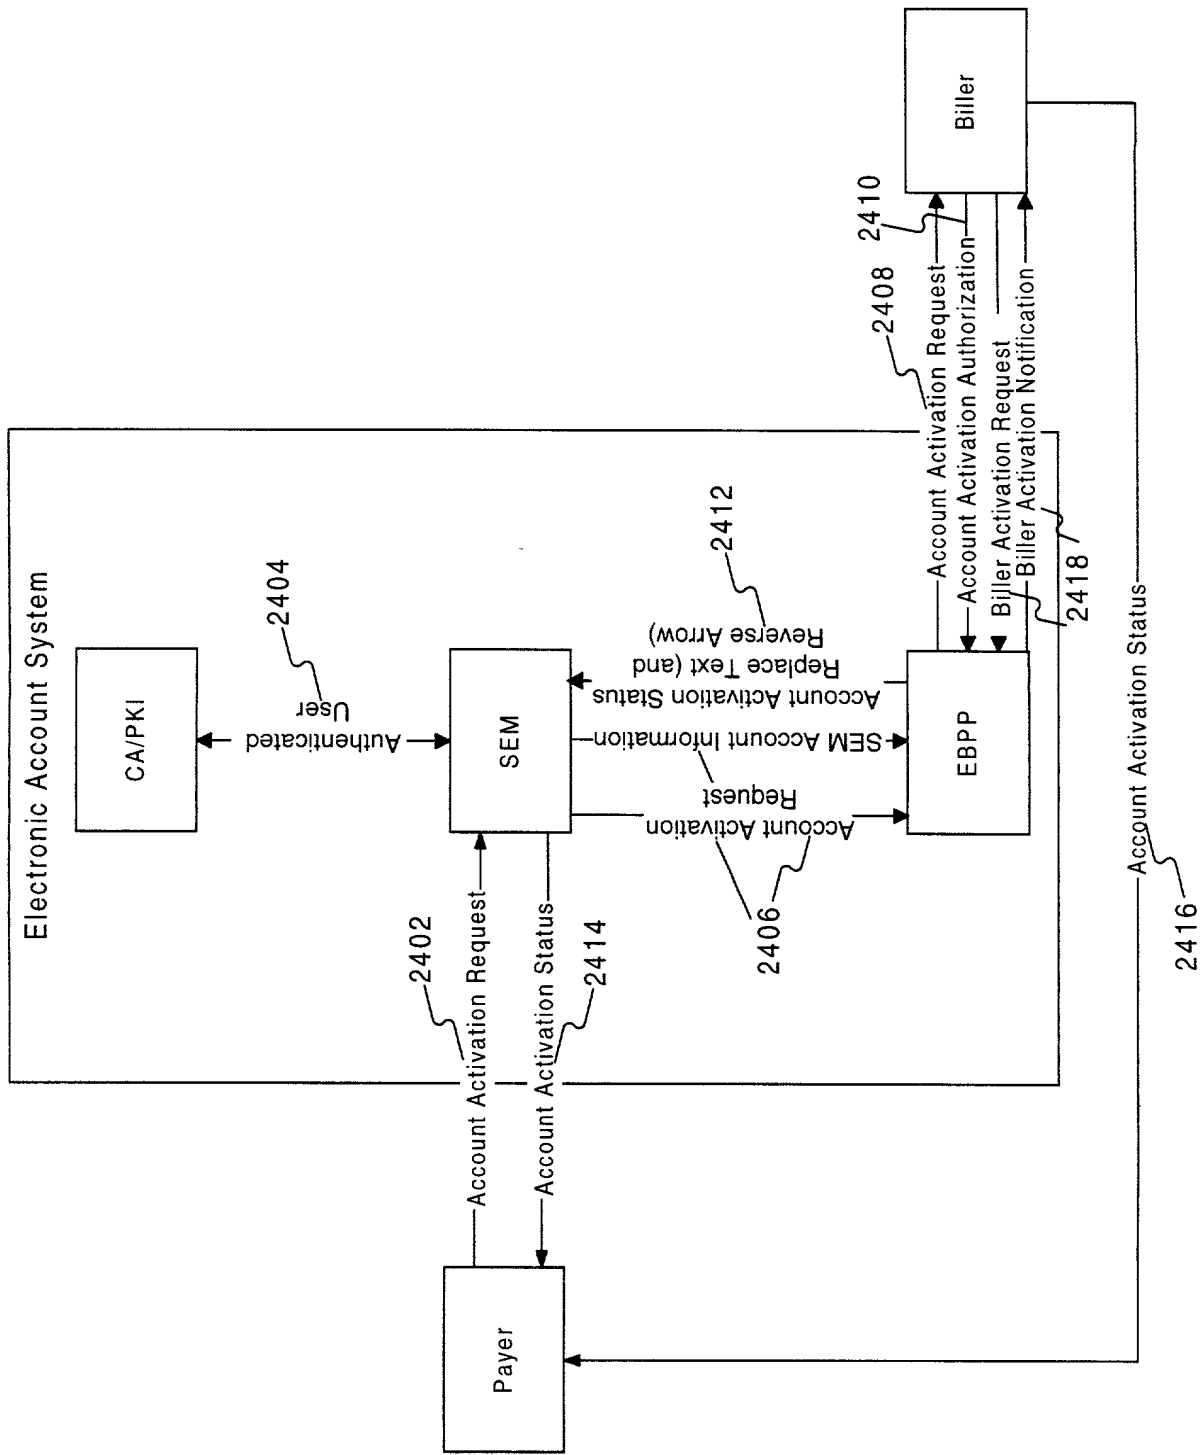 Electronic Account System
CA/PKI
2404
Authenticated
User
2402
Account Activation Request
Payer
Account Activation Status
2414
SEM
2406
Account Activation
Request
SEM Account Information
Account Activation Status
Replace Text (and
Reverse Arrow)
2412
EBPP
2408
2410
Account Activation Request
Account Activation Authorization
Biller Activation Request
Biller Activation Notification
2418
Biller
Account Activation Status
2416